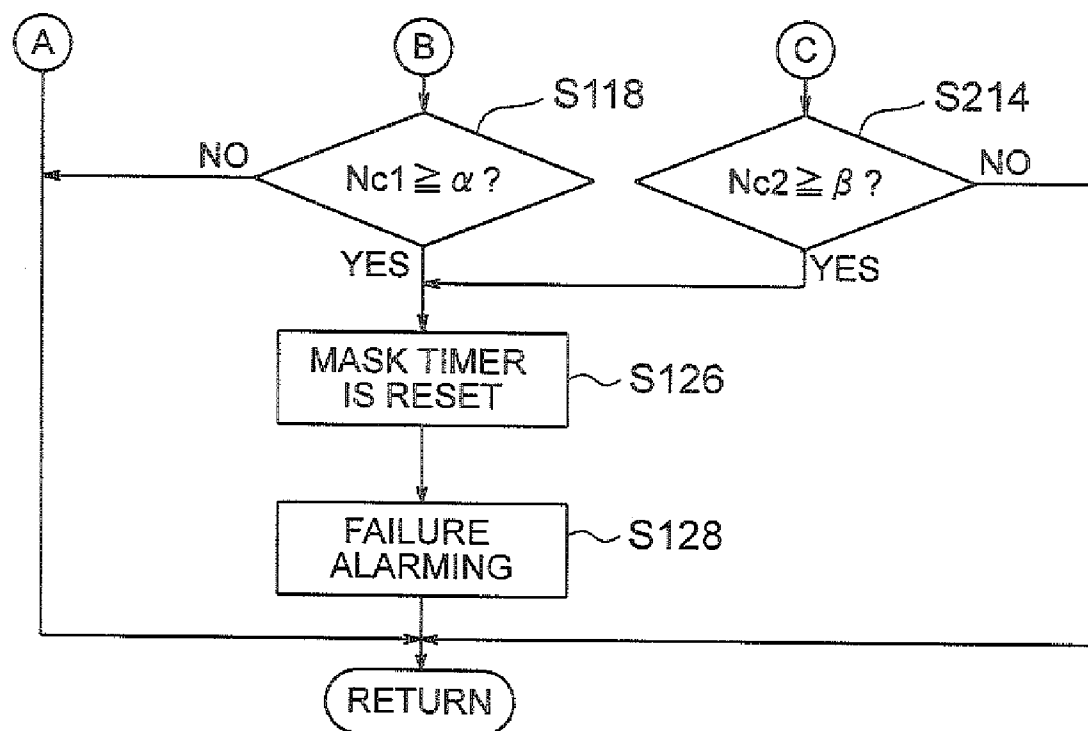 A
B
C
S118
S214
NO
Nc1 ≧ α ?
Nc2 ≧ β ?
NO
YES
YES
MASK TIMER
IS RESET
S126
FAILURE
ALARMING
S128
RETURN